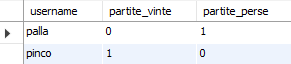 username partite_vinte partite_perse
palla 0 1
pinco 1 0